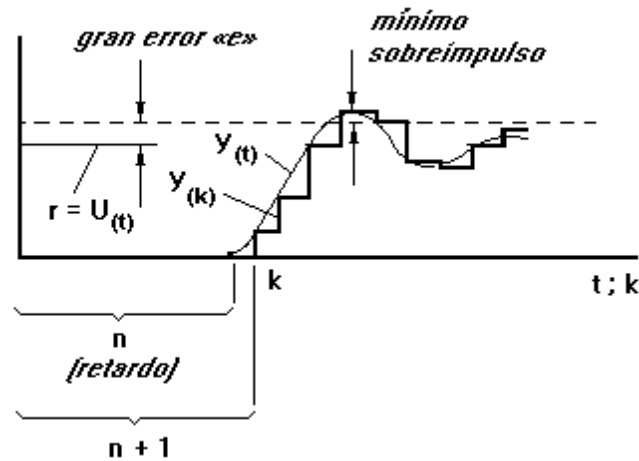 gran error «e»
mínimo
sobreimpulso
y(t)
y(k)
r = U(t)
k
t ; k
n
(retardo)
n + 1